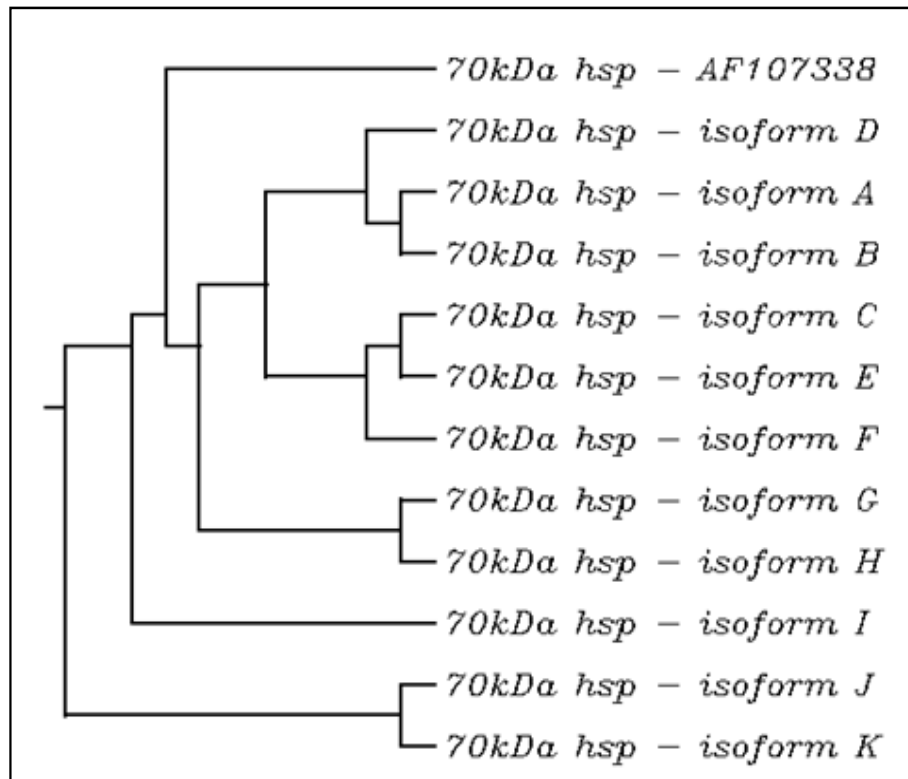 70kDa hsp – AF107338
70kDa hsp – isoform D
70kDa hsp – isoform A
70kDa hsp – isoform B
70kDa hsp – isoform C
70kDa hsp – isoform E
70kDa hsp – isoform F
70kDa hsp – isoform G
70kDa hsp – isoform H
70kDa hsp – isoform I
70kDa hsp – isoform J
70kDa hsp – isoform K